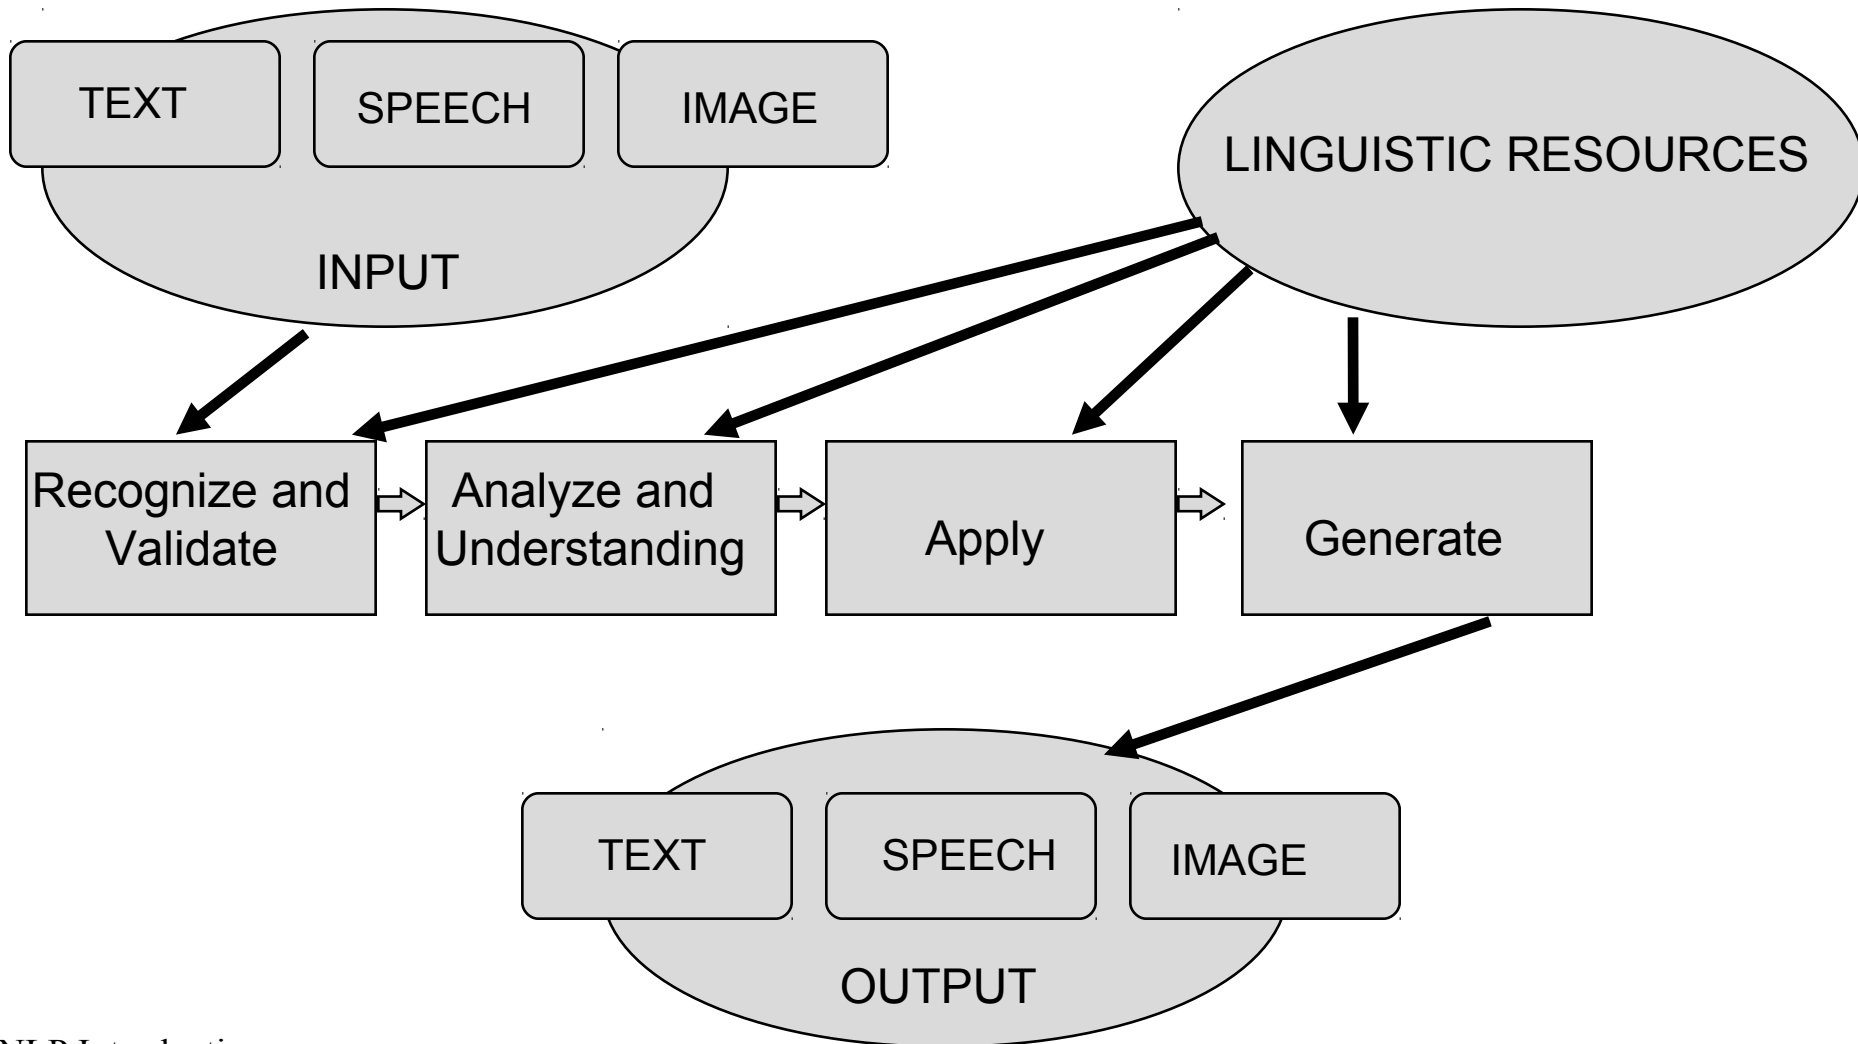 TEXT
SPEECH
IMAGE
INPUT
LINGUISTIC RESOURCES
Recognize and
Validate
Analyze and
Understanding
Apply
Generate
TEXT
SPEECH
IMAGE
OUTPUT